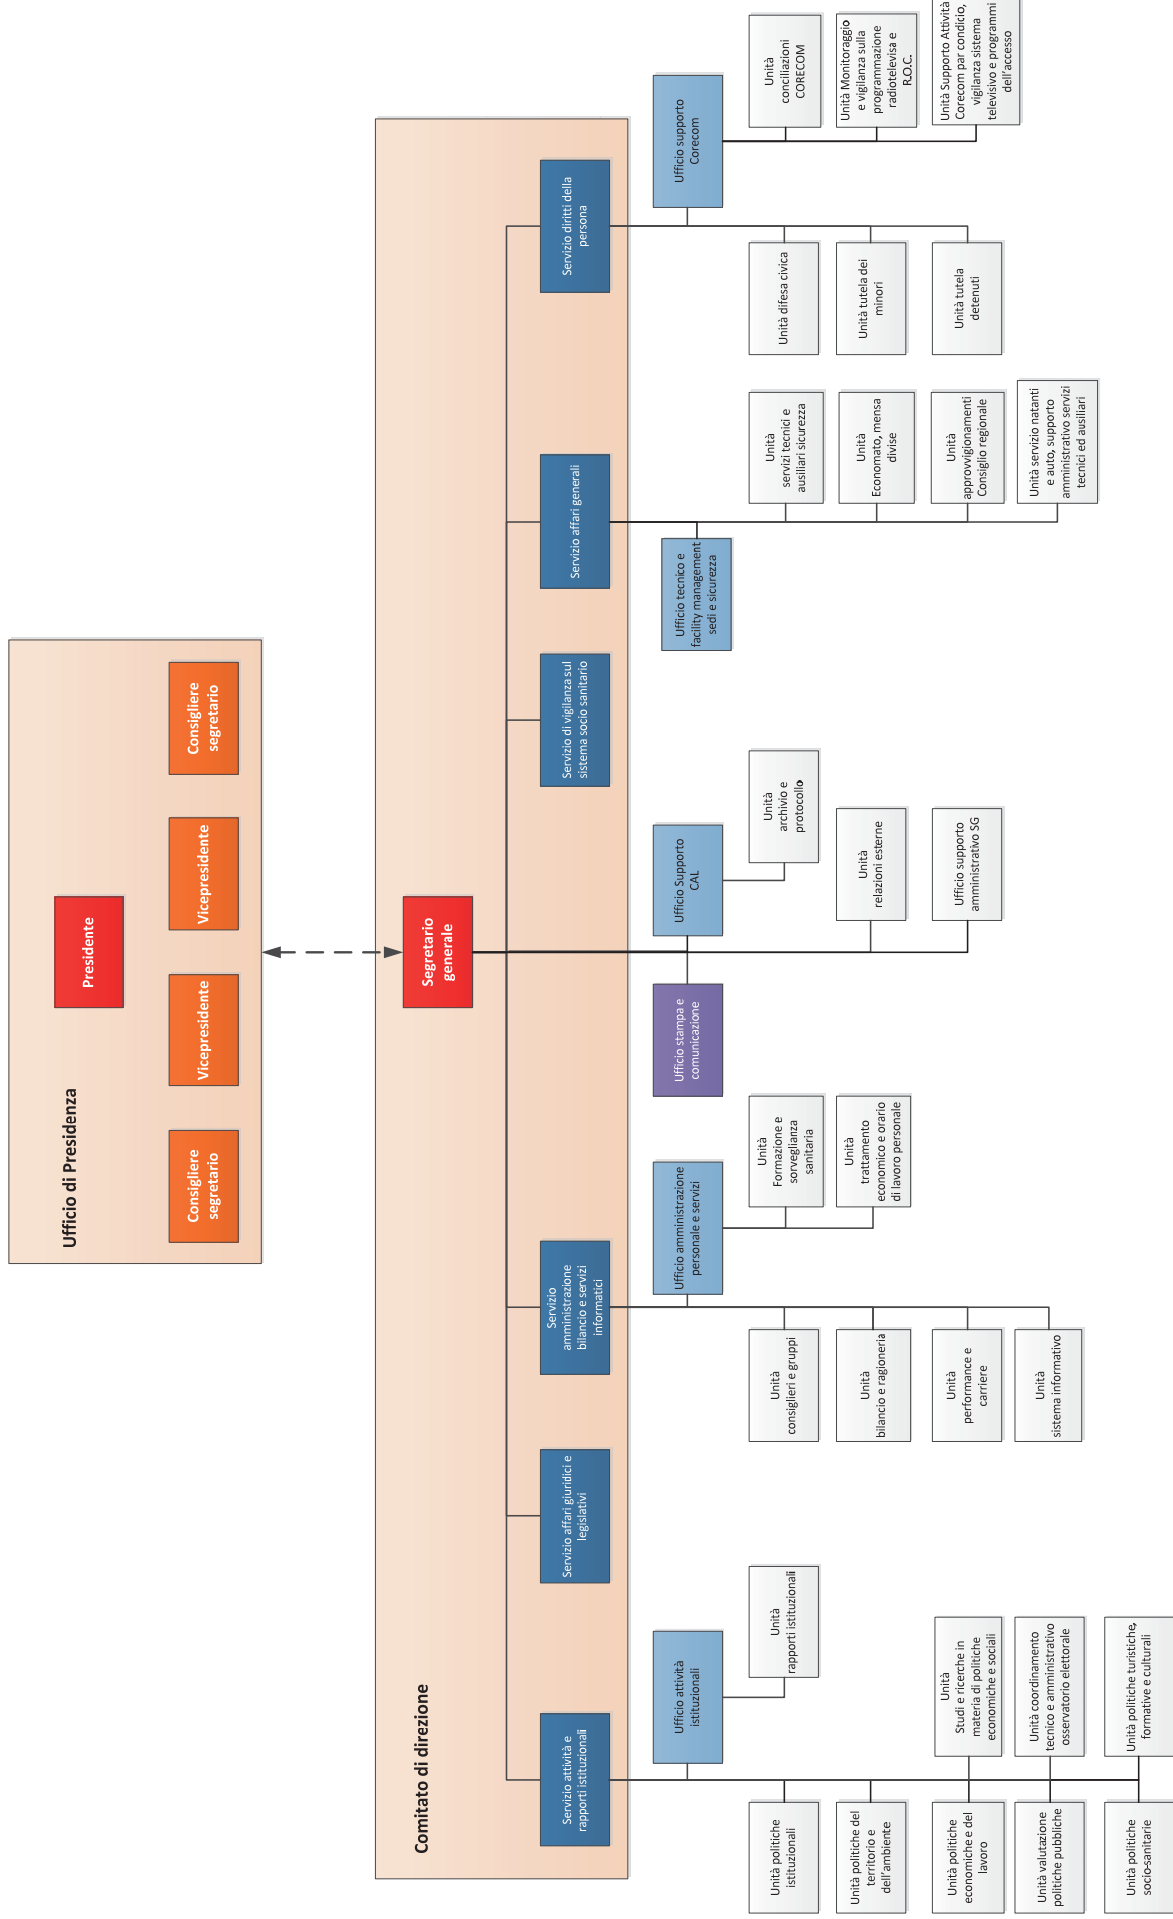 Ufficio di Presidenza
Presidente
Consigliere
segretario
Vicepresidente
Vicepresidente
Consigliere
segretario
Comitato di direzione
Segretario
generale
Servizio attività e
rapporti istituzionali
Servizio affari giuridici e
legislativi
Servizio
amministrazione
bilancio e servizi
informatici
Servizio di vigilanza sul
sistema socio sanitario
Servizio affari generali
Servizio diritti della
persona
Ufficio attività
istituzionali
Unità
rapporti istituzionali
Unità politiche
istituzionali
Unità politiche del
territorio e
dell'ambiente
Unità politiche
economiche e del
lavoro
Unità
Studi e ricerche in
materia di politiche
economiche e sociali
Unità valutazione
politiche pubbliche
Unità coordinamento
tecnico e amministrativo
osservatorio elettorale
Unità politiche
socio-sanitarie
Unità politiche turistiche,
formative e culturali
Ufficio amministrazione
personale e servizi
Unità
Formazione e
sorveglianza
sanitaria
Unità
trattamento
economico e orario
di lavoro personale
Unità
consiglieri e gruppi
Unità
bilancio e ragioneria
Unità
performance e
carriere
Unità
sistema informativo
Ufficio stampa e
comunicazione
Ufficio Supporto
CAL
Unità
archivio e
protocollo
Unità
relazioni esterne
Ufficio supporto
amministrativo SG
Ufficio tecnico e
facility management
sedi e sicurezza
Unità
servizi tecnici e
ausiliari sicurezza
Unità
Economato, mensa
divise
Unità
approvvigionamenti
Consiglio regionale
Unità servizio natanti
e auto, supporto
amministrativo servizi
tecnici ed ausiliari
Ufficio supporto
Corecom
Unità difesa civica
Unità tutela dei
minori
Unità tutela
detenuti
Unità
conciliazioni
CORECOM
Unità Monitoraggio
e vigilanza sulla
programmazione
radiotelevisa e
R.O.C.
Unità Supporto Attività
Corecom par condicio,
vigilanza sistema
televisivo e programmi
dell'accesso